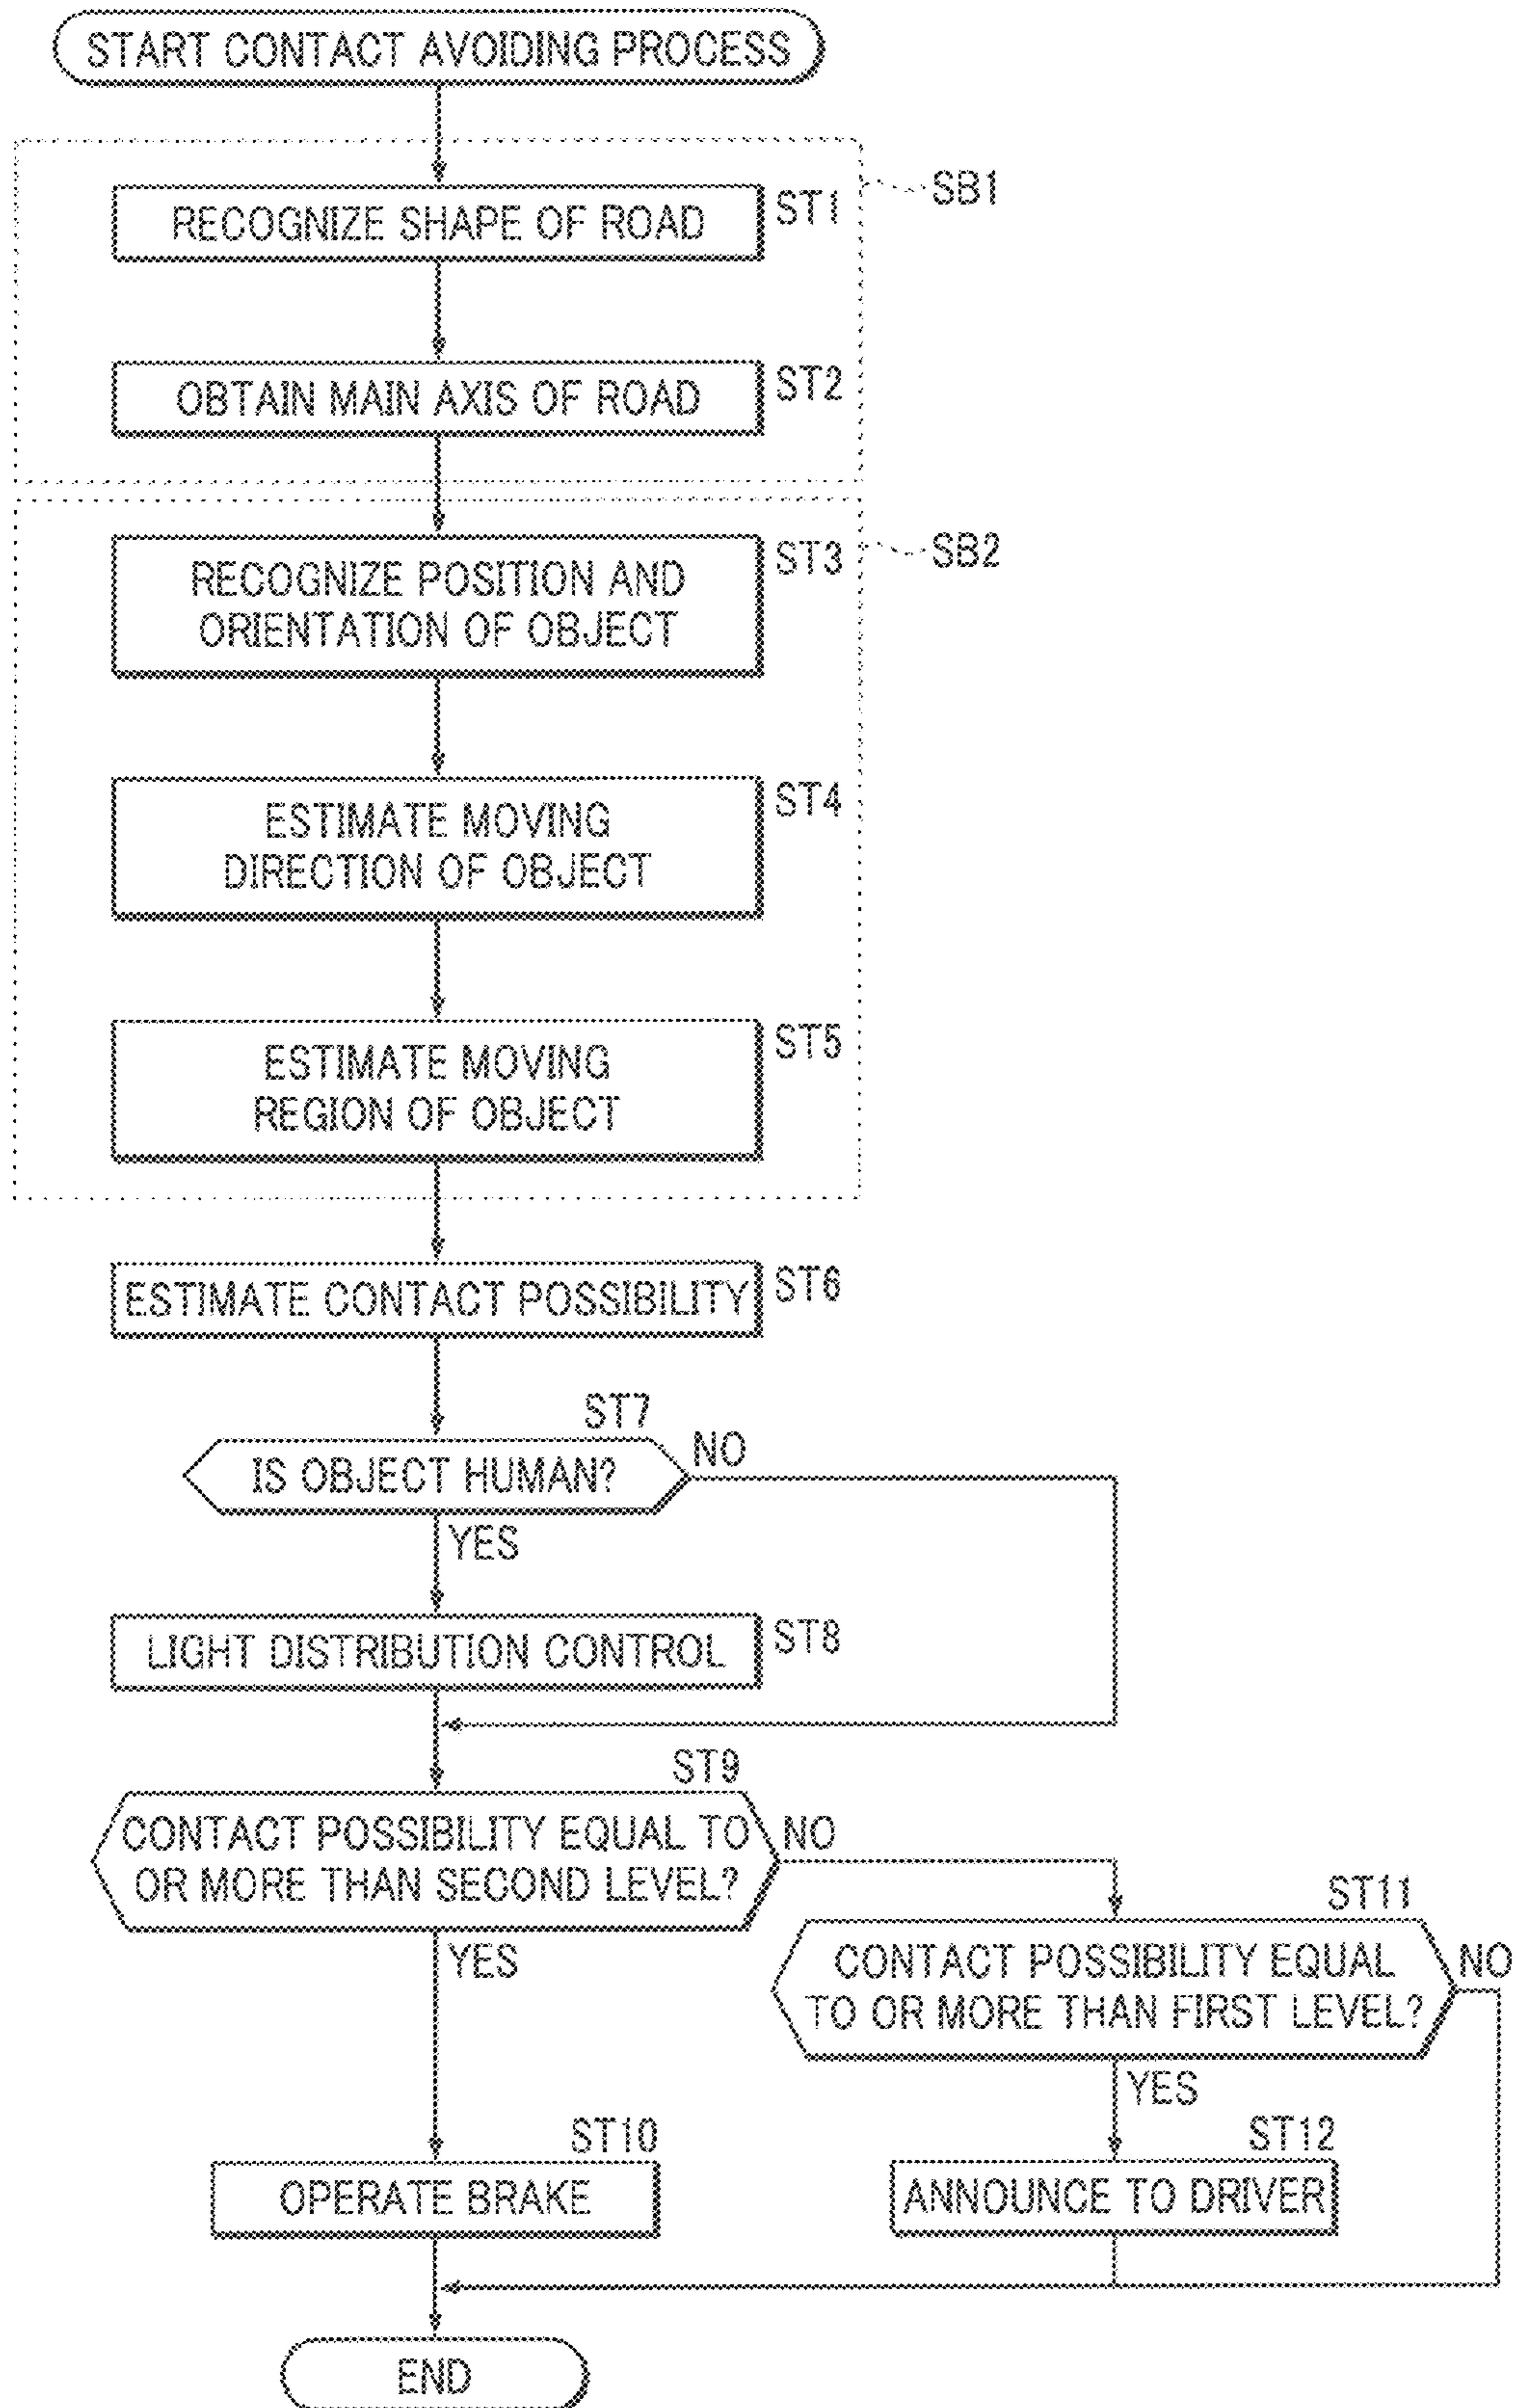 START CONTACT AVOIDING PROCESS
SB1
RECOGNIZE SHAPE OF ROAD
ST1
OBTAIN MAIN AXIS OF ROAD
ST2
SB2
RECOGNIZE POSITION AND
ORIENTATION OF OBJECT
ST3
ESTIMATE MOVING
DIRECTION OF OBJECT
ST4
ESTIMATE MOVING
REGION OF OBJECT
ST5
ESTIMATE CONTACT POSSIBILITY
ST6
ST7
IS OBJECT HUMAN?
NO
YES
LIGHT DISTRIBUTION CONTROL
ST8
ST9
CONTACT POSSIBILITY EQUAL TO
OR MORE THAN SECOND LEVEL?
NO
YES
ST11
CONTACT POSSIBILITY EQUAL
TO OR MORE THAN FIRST LEVEL?
NO
YES
ST10
OPERATE BRAKE
ST12
ANNOUNCE TO DRIVER
END